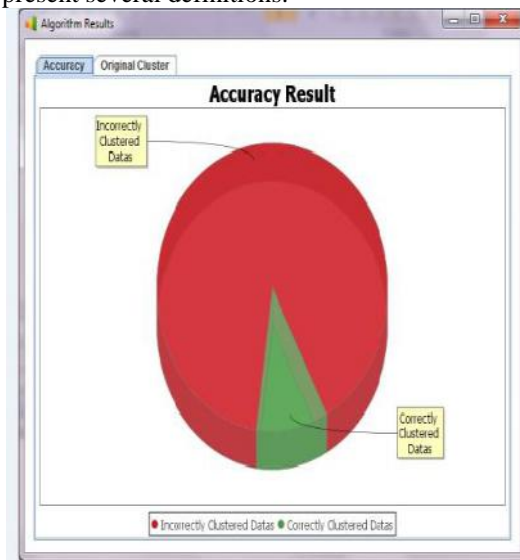 present several definitions.
Algorithm Results
Accuracy Original Cluster
Accuracy Result
Incorrectly
Clustered
Datas
Correctly
Clustered
Datas
Incorrectly Clustered Datas Correctly Clustered Datas